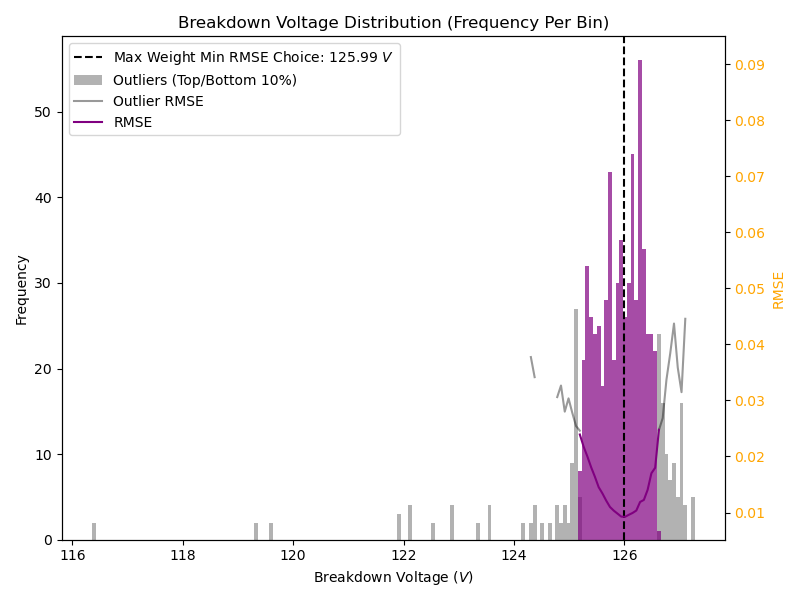 Breakdown Voltage Distribution (Frequency Per Bin)
Max Weight Min RMSE Choice: 125.99 V
Outliers (Top/Bottom 10%)
Outlier RMSE
RMSE
50
40
30
20
10
0
Frequency
0.09
0.08
0.07
0.06
0.05
0.04
0.03
0.02
0.01
RMSE
116 118 120 122 124 126
Breakdown Voltage (V)